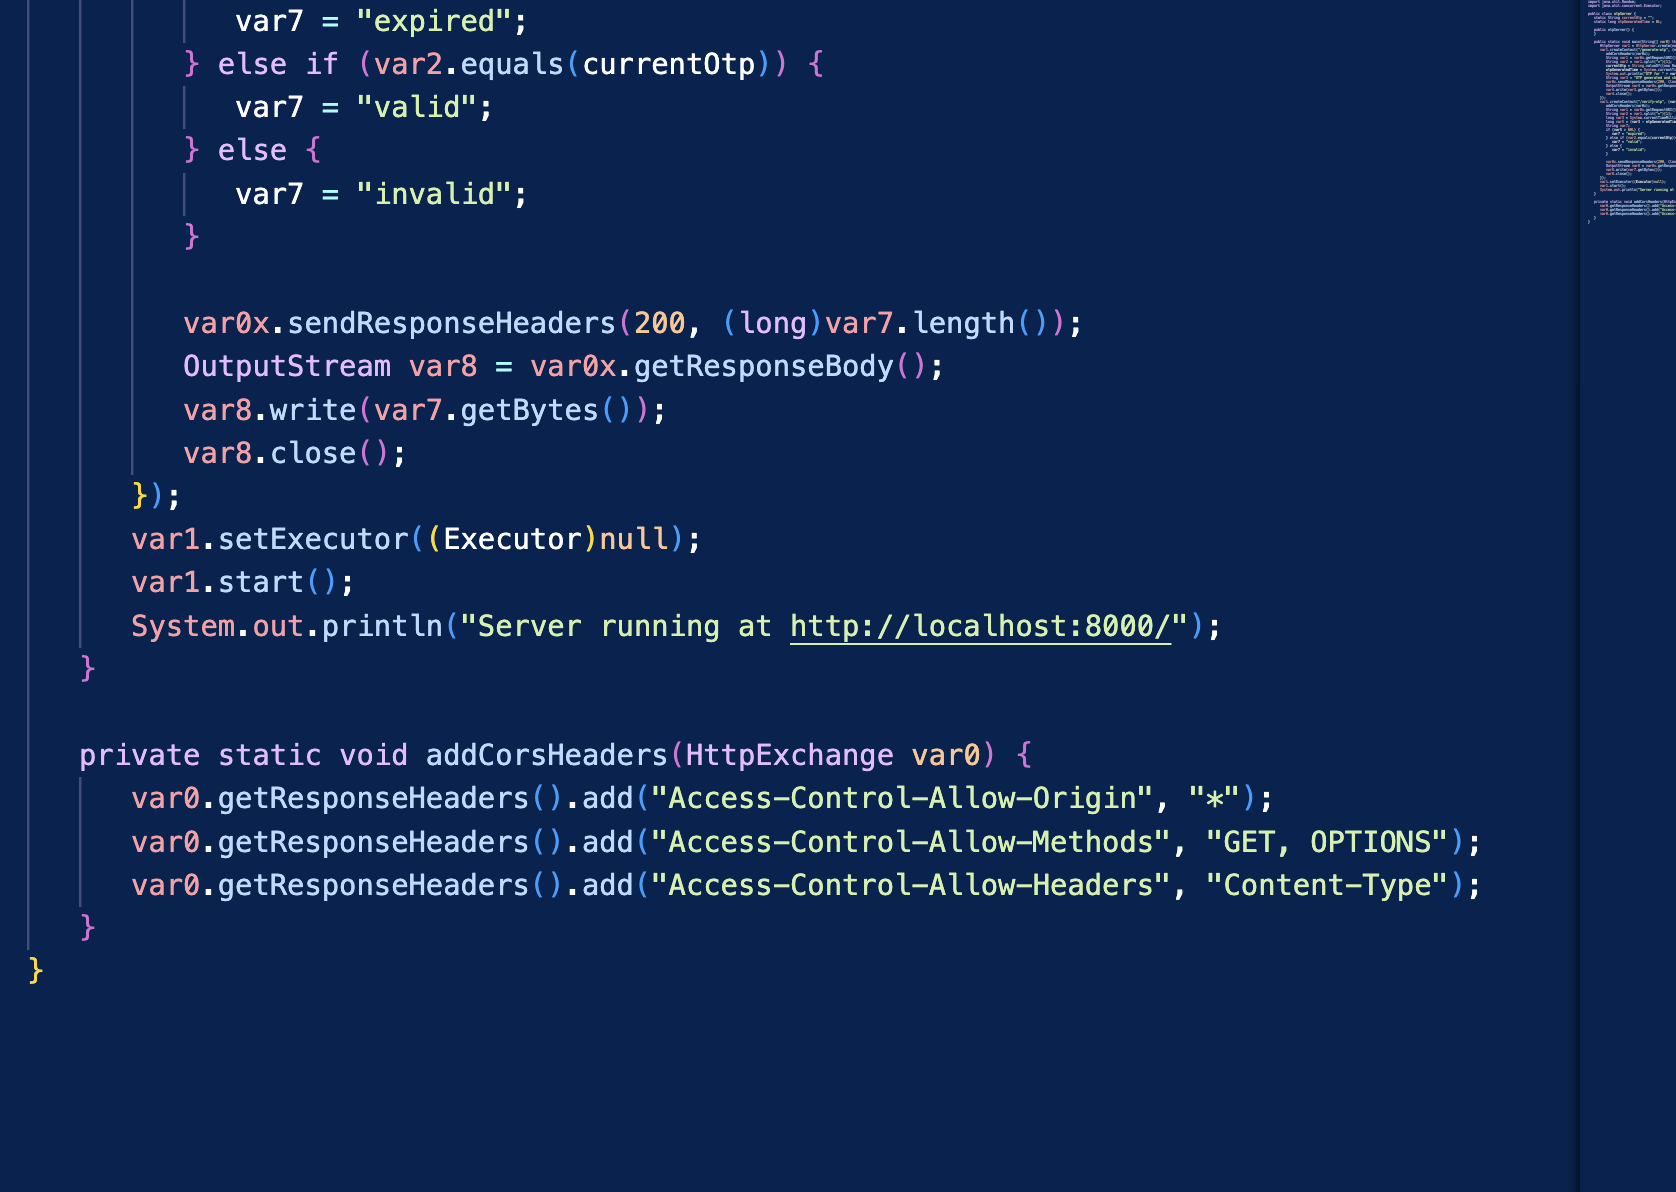 var7 = "expired";
} else if (var2.equals(currentOtp)) {
var7 = "valid";
} else {
var7 = "invalid";
}
var0x.sendResponseHeaders(200, (long)var7.length());
OutputStream var8 = var0x.getResponseBody();
var8.write(var7.getBytes());
var8.close();
});
var1.setExecutor((Executor)null);
var1.start();
System.out.println("Server running at http://localhost:8000/");
}
private static void addCorsHeaders(HttpExchange var0) {
var0.getResponseHeaders().add("Access-Control-Allow-Origin", "*");
var0.getResponseHeaders().add("Access-Control-Allow-Methods", "GET, OPTIONS");
var0.getResponseHeaders().add("Access-Control-Allow-Headers", "Content-Type");
}
}